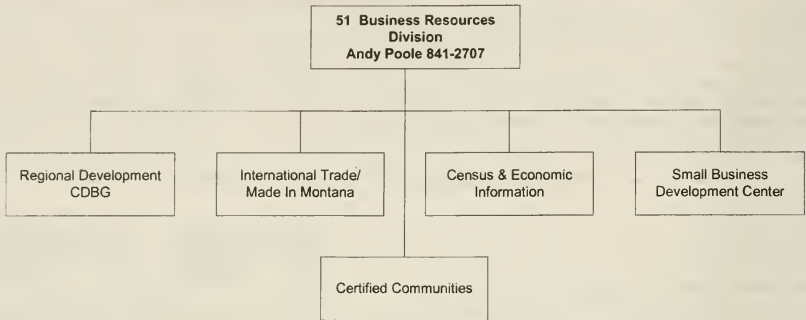 51 Business Resources
Division
Andy Poole 841-2707
Regional Development
CDBG
International Trade/
Made In Montana
Census & Economic
Information
Small Business
Development Center
Certified Communities